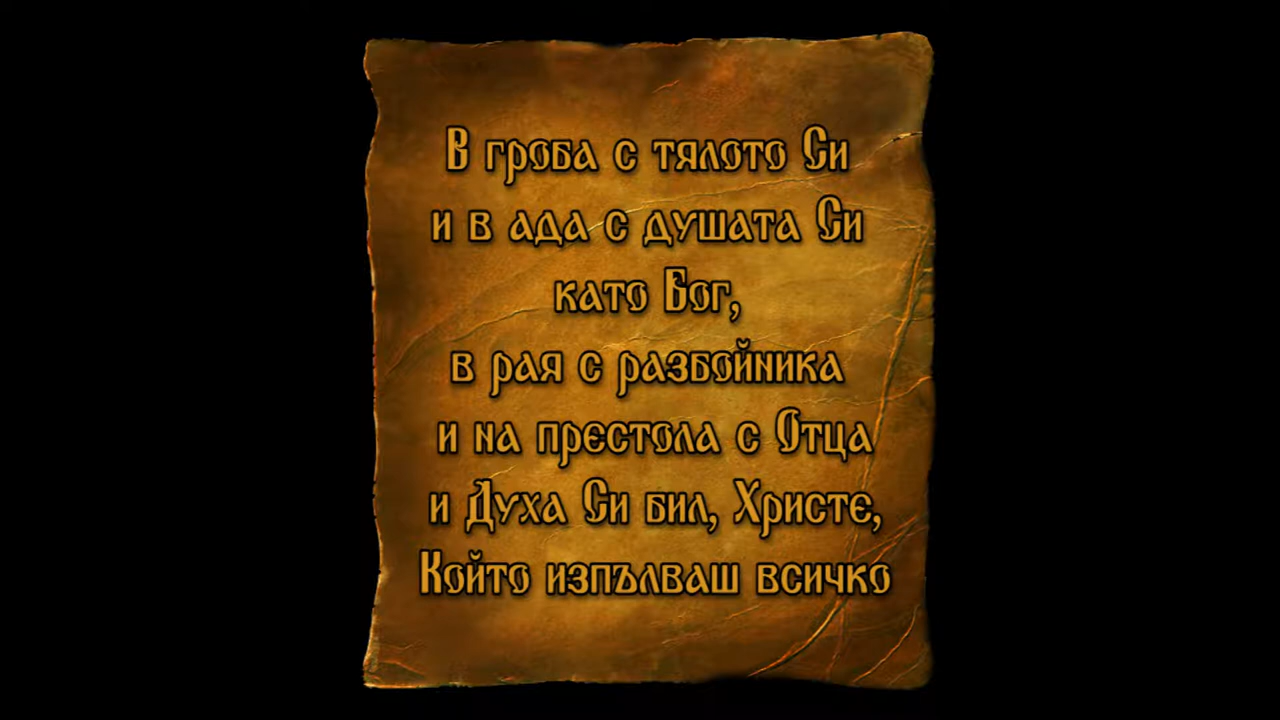 В гроба с тялото Си
и в ада с душата Си
като Бог,
в рая с разбойника
и на престола с Отца
и Духа Си бил, Христе,
Който изпълваш всичко